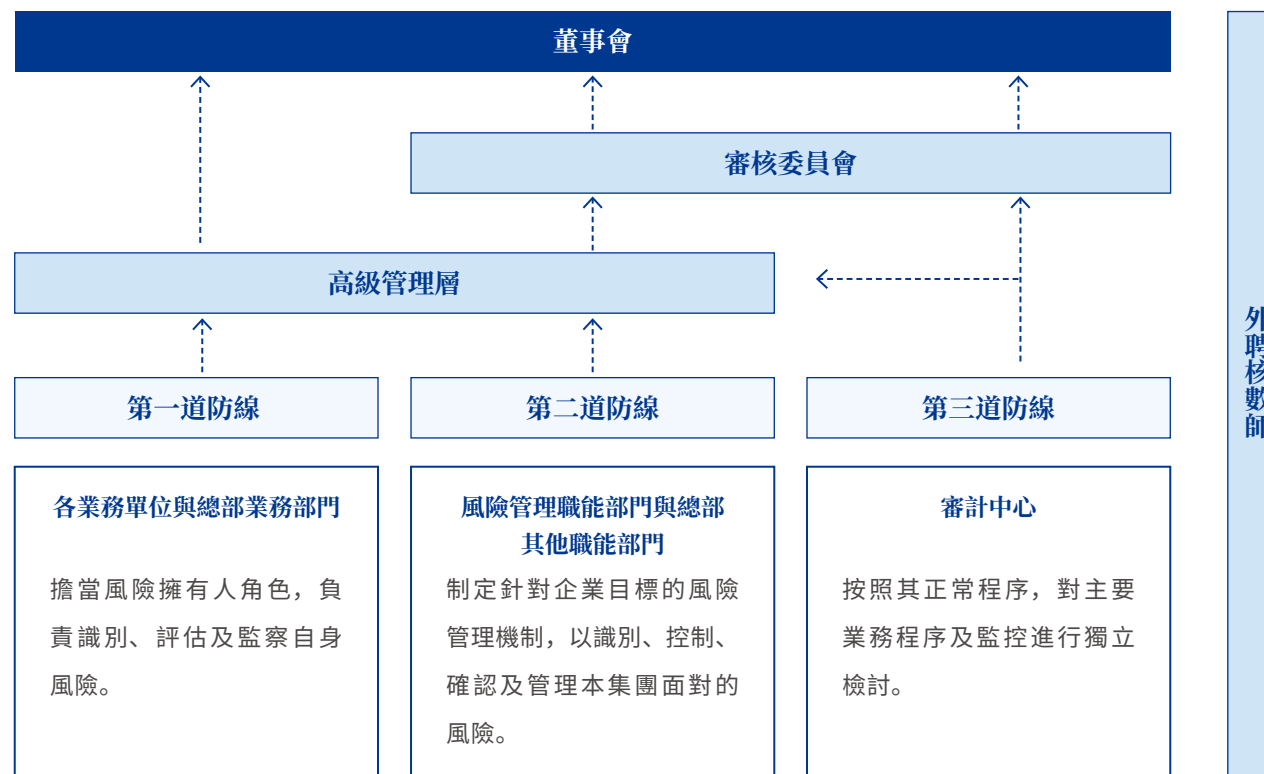 董事會
審核委員會
高級管理層
第一道防線
第二道防線
第三道防線
各業務單位與總部業務部門
擔當風險擁有人角色，負
責識別、評估及監察自身
風險。
風險管理職能部門與總部
其他職能部門
制定針對企業目標的風險
管理機制，以識別、控制、
確認及管理本集團面對的
風險。
審計中心
按照其正常程序，對主要
業務程序及監控進行獨立
檢討。
外聘核數師